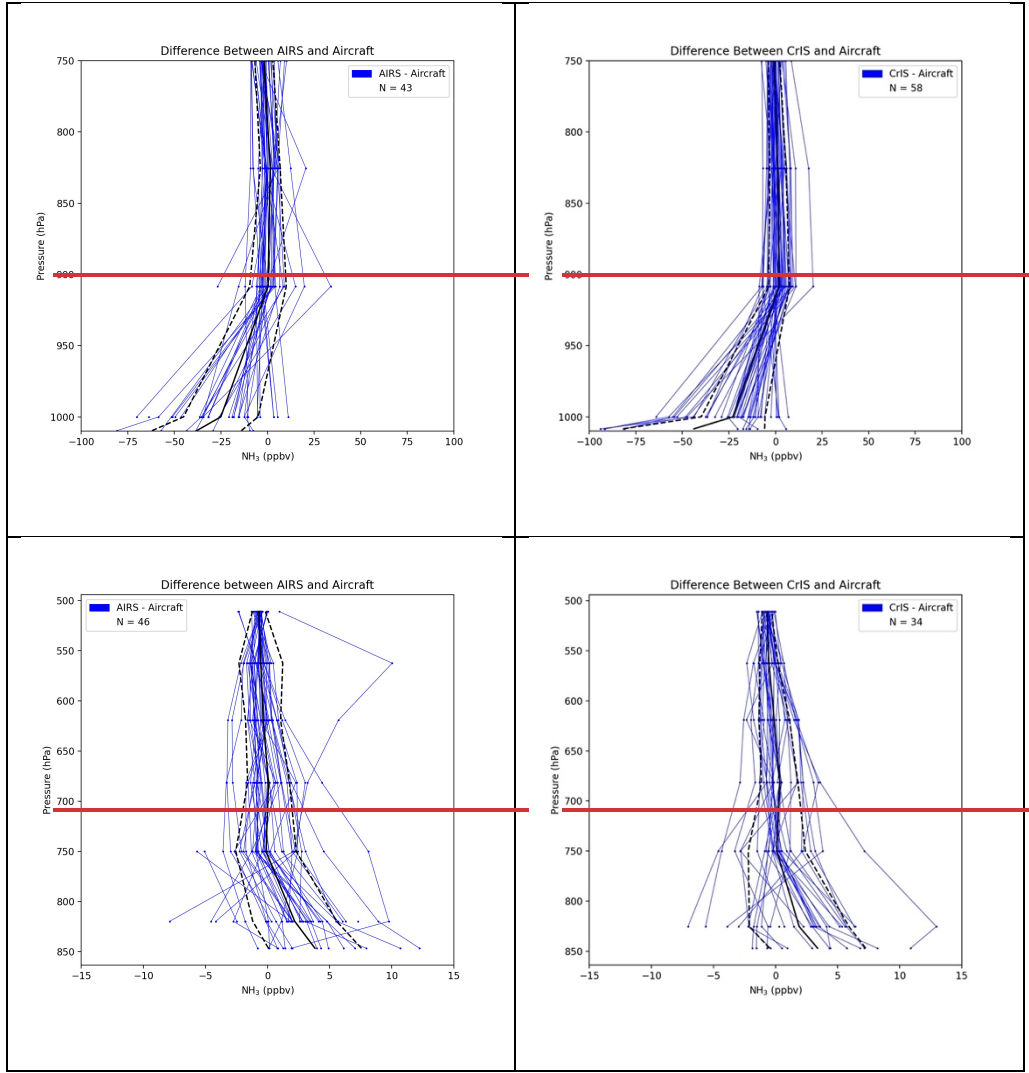 Difference Between AIRS and Aircraft
AIRS - Aircraft
N = 43
750
800
850
950
1000
Pressure (hPa)
−100 −75 −50 −25 0 25 50 75 100
NH3 (ppbv)
Difference Between CrIS and Aircraft
CrIS - Aircraft
N = 58
750
800
850
950
1000
Pressure (hPa)
−100 −75 −50 −25 0 25 50 75 100
NH3 (ppbv)
Difference between AIRS and Aircraft
AIRS - Aircraft
N = 46
500
550
600
650
700
750
800
850
Pressure (hPa)
−15 −10 −5 0 5 10 15
NH3 (ppbv)
Difference Between CrIS and Aircraft
CrIS - Aircraft
N = 34
500
550
600
650
700
750
800
850
Pressure (hPa)
−15 −10 −5 0 5 10 15
NH3 (ppbv)